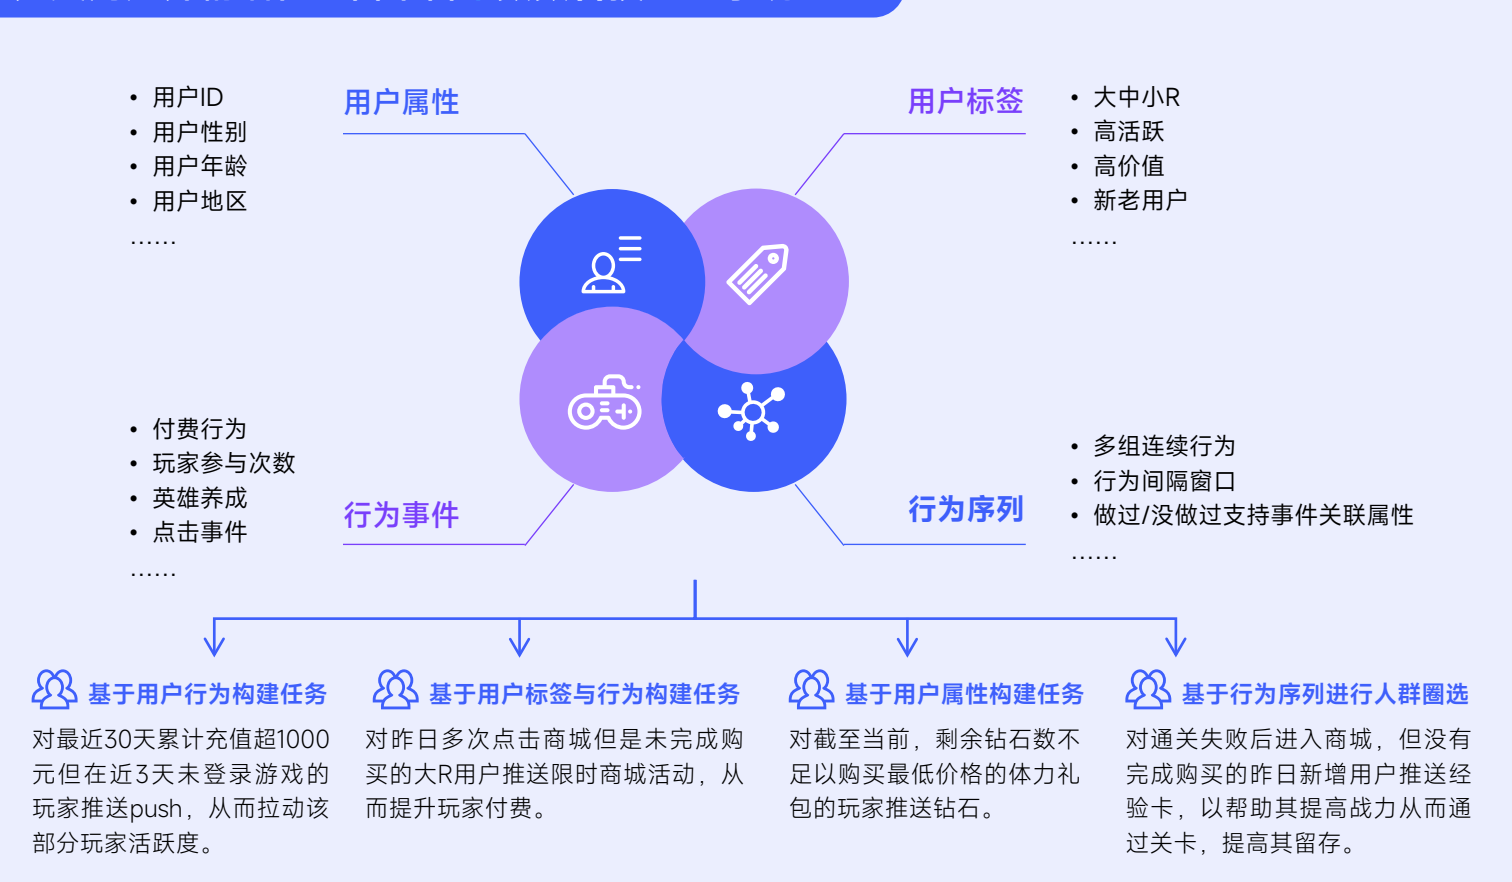 用户属性
• 用户ID
• 用户性别
• 用户年龄
• 用户地区
......
用户标签
• 大中小R
• 高活跃
• 高价值
• 新老用户
......
行为事件
• 付费行为
• 玩家参与次数
• 英雄养成
• 点击事件
......
行为序列
• 多组连续行为
• 行为间隔窗口
• 做过/没做过支持事件关联属性
......
基于用户行为构建任务
对最近30天累计充值超1000
元但在近3天未登录游戏的
玩家推送push，从而拉动该
部分玩家活跃度。
基于用户标签与行为构建任务
对昨日多次点击商城但是未完成购
买的大R用户推送限时商城活动，从
而提升玩家付费。
基于用户属性构建任务
对截至当前，剩余钻石数不
足以购买最低价格的体力礼
包的玩家推送钻石。
基于行为序列进行人群圈选
对通关失败后进入商城，但没有
完成购买的昨日新增用户推送经
验卡，以帮助其提高战力从而通
过关卡，提高其留存。